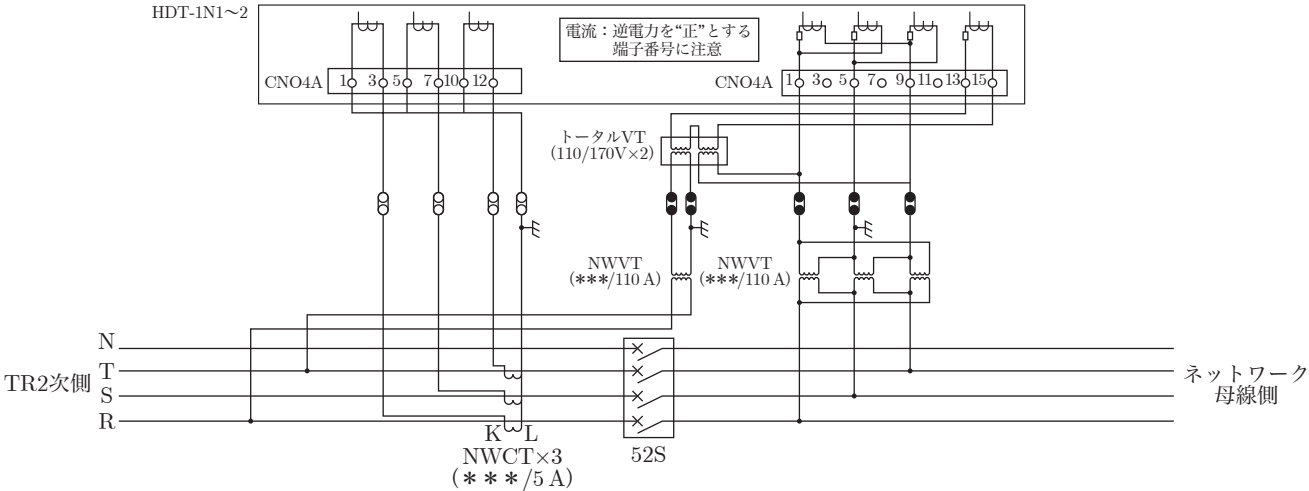 HDT-1N1～2
電流：逆電力を“正”とする
端子番号に注意
CNO4A
1
3
5
7
10
12
CNO4A
1
3
5
7
9
11
13
15
トータルVT
(110/170V×2)
NWVT
(***/110 A)
NWVT
(***/110 A)
N
T
S
R
TR2次側
ネットワーク
母線側
K
L
NWCT×3
(***/5 A)
52S